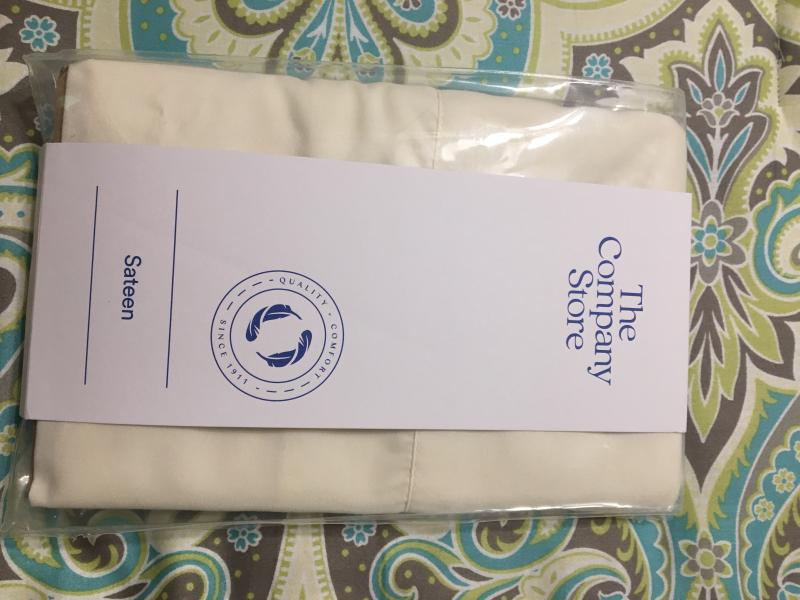 The
Company
Store
QUALITY · COMFORT
SINCE 1911
Sateen